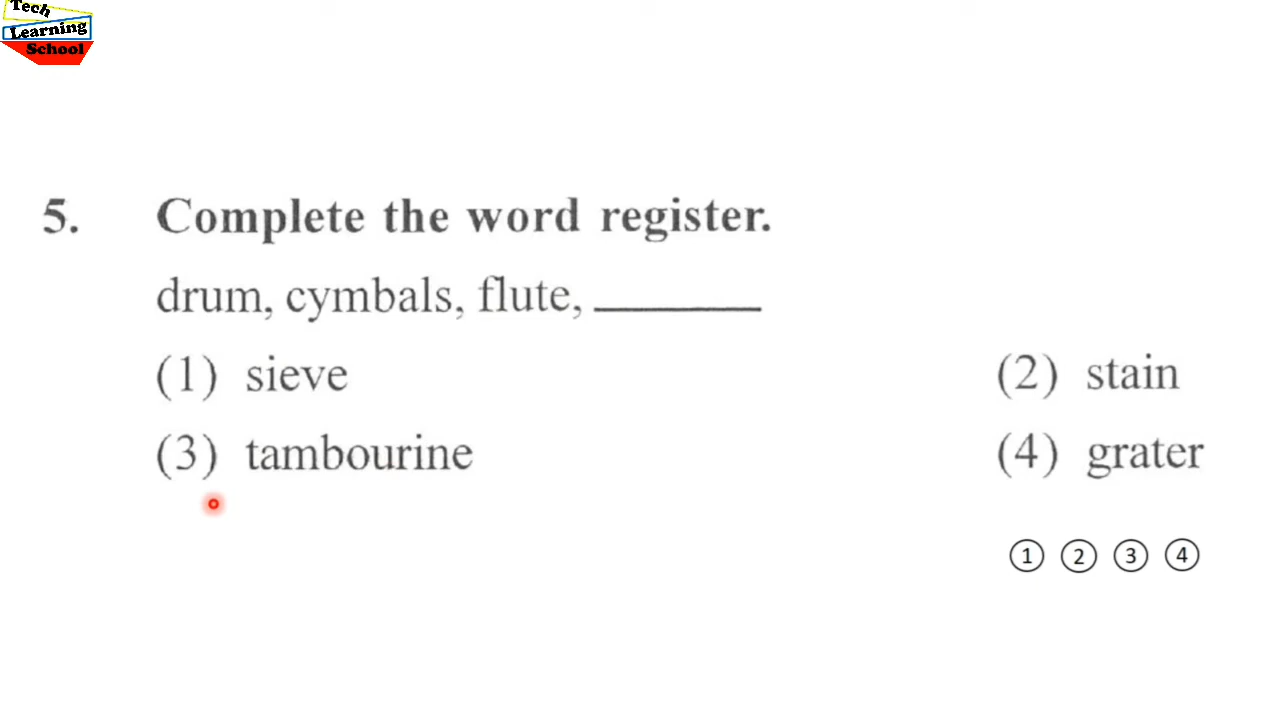 Tech
Learning
School
5. Complete the word register.
drum, cymbals, flute, ________
(1) sieve (2) stain
(3) tambourine (4) grater
① ② ③ ④